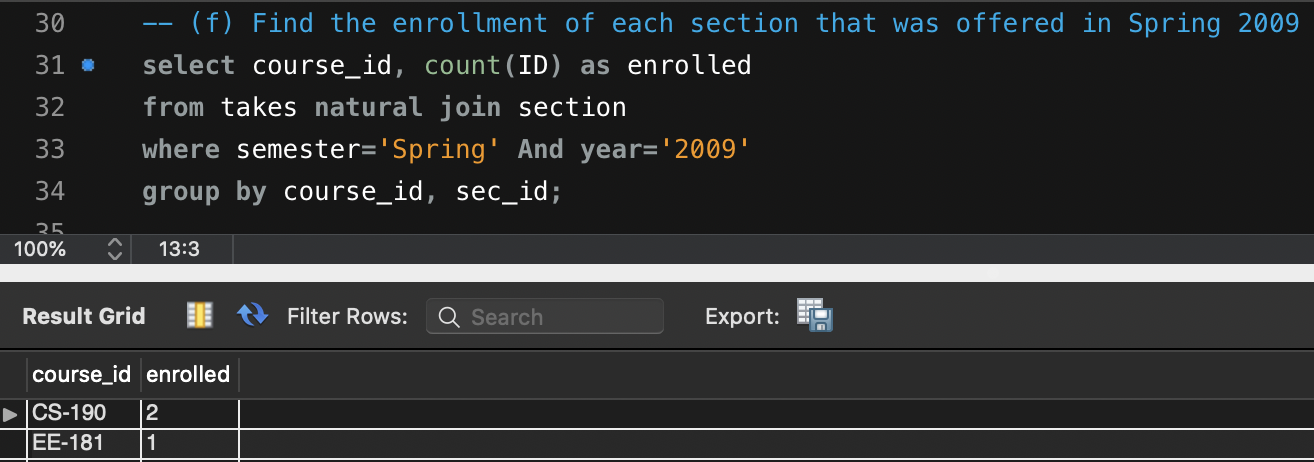 30 -- (f) Find the enrollment of each section that was offered in Spring 2009
31 select course_id, count(ID) as enrolled
32 from takes natural join section
33 where semester='Spring' And year='2009'
34 group by course_id, sec_id;
35
100% 13:3
Result Grid Filter Rows: Search Export:
course_id enrolled
CS-190 2
EE-181 1